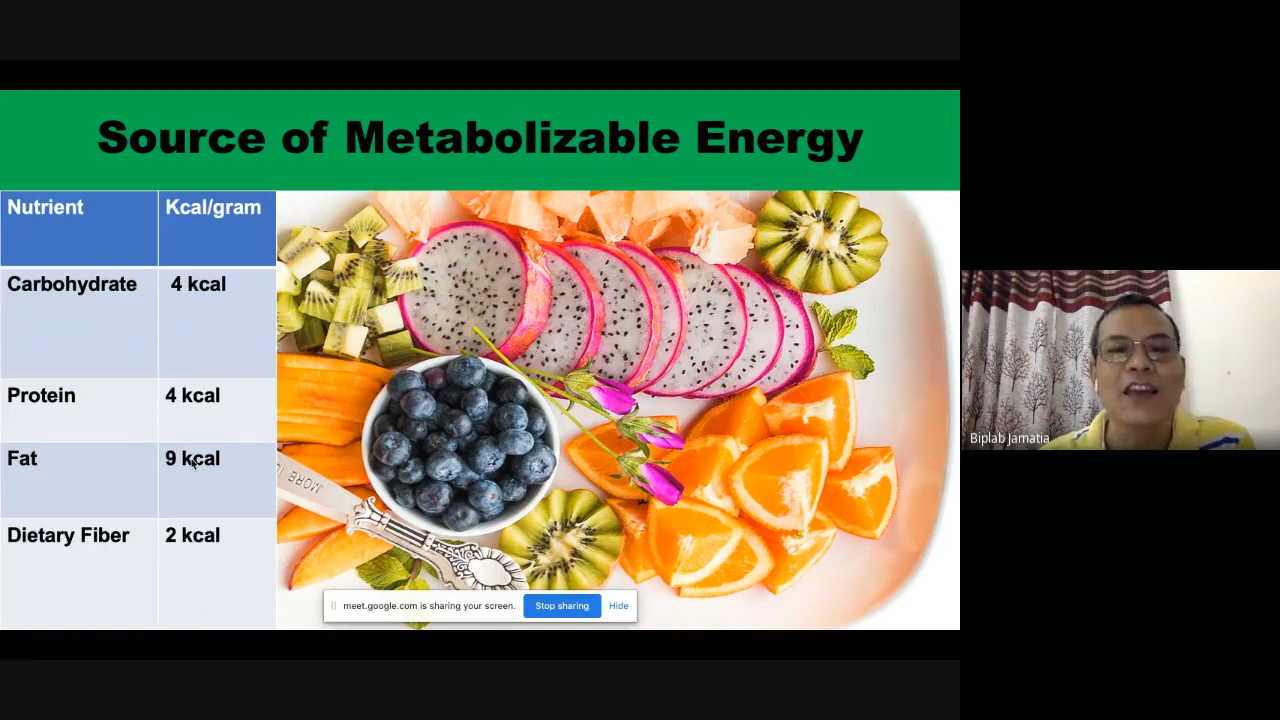 Source of Metabolizable Energy
Nutrient Kcal/gram
Carbohydrate 4 kcal
Protein 4 kcal
Fat 9 kcal
Dietary Fiber 2 kcal
MORE
meet.google.com is sharing your screen. Stop sharing Hide
Biplab Jamatia